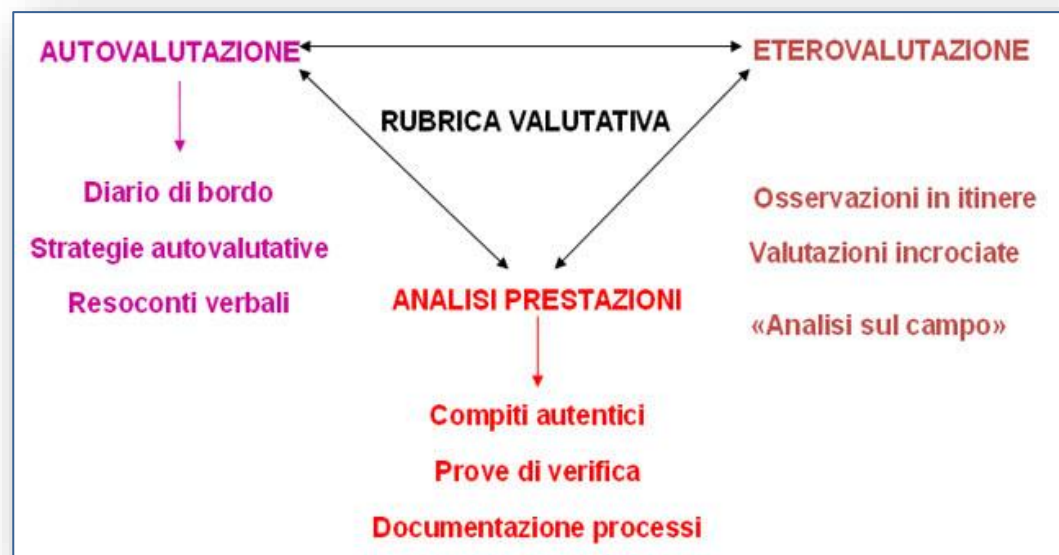 AUTOVALUTAZIONE
ETEROVALUTAZIONE
RUBRICA VALUTATIVA
Diario di bordo
Strategie autovalutative
Resoconti verbali
Osservazioni in itinere
Valutazioni incrociate
«Analisi sul campo»
ANALISI PRESTAZIONI
Compiti autentici
Prove di verifica
Documentazione processi